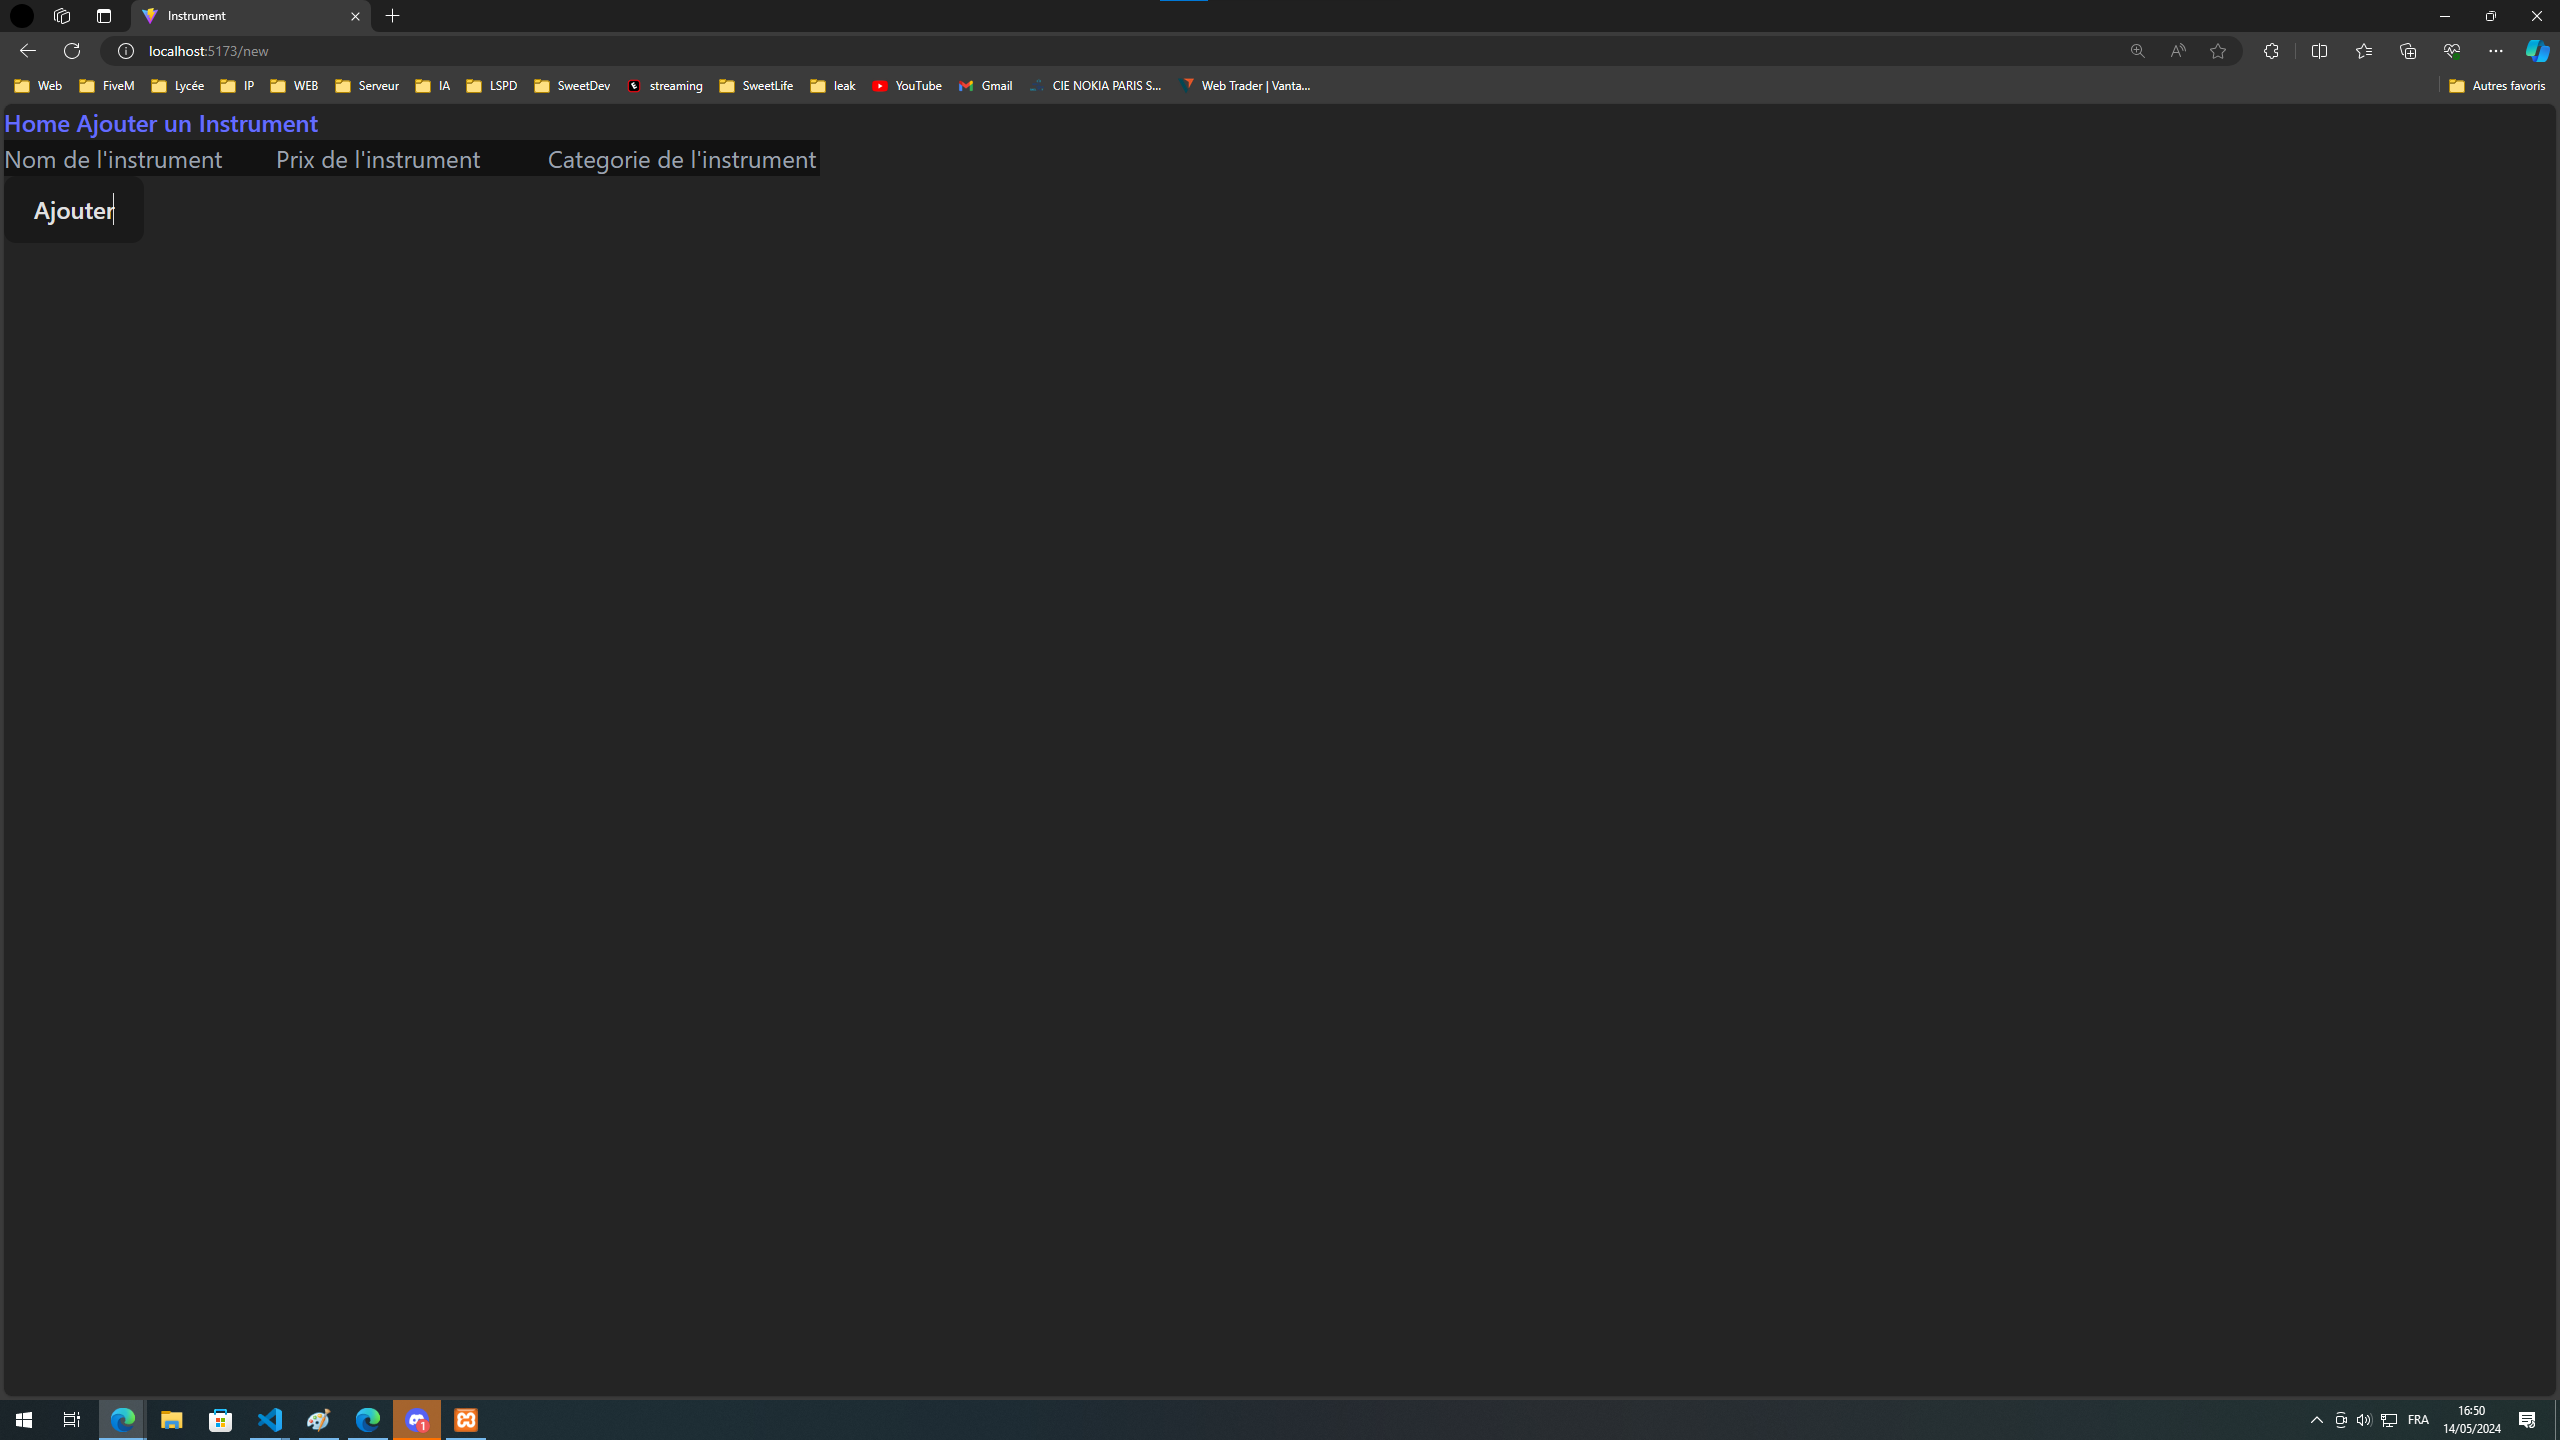 Instrument
localhost:5173/new
Web FiveM Lycée IP WEB Serveur IA LSPD SweetDev streaming SweetLife leak YouTube Gmail CIE NOKIA PARIS S... Web Trader | Vanta... Autres favoris
Home Ajouter un Instrument
Nom de l'instrument Prix de l'instrument Categorie de l'instrument
Ajouter
1
FRA
16:50
14/05/2024